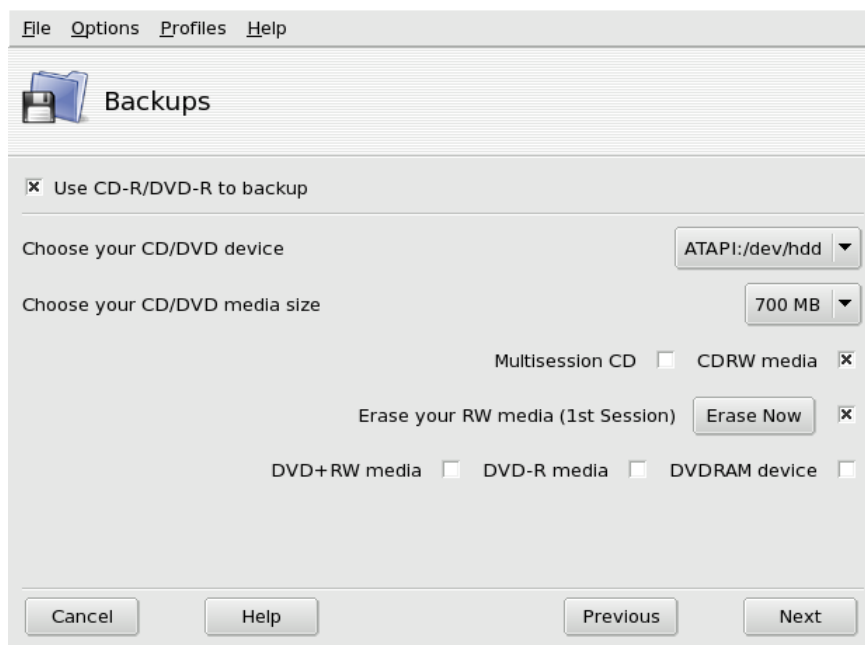 File Options Profiles Help
Backups
Use CD-R/DVD-R to backup
Choose your CD/DVD device ATAPI:/dev/hdd
Choose your CD/DVD media size 700 MB
Multisession CD CDRW media
Erase your RW media (1st Session) Erase Now
DVD+RW media DVD-R media DVDRAM device
Cancel Help Previous Next